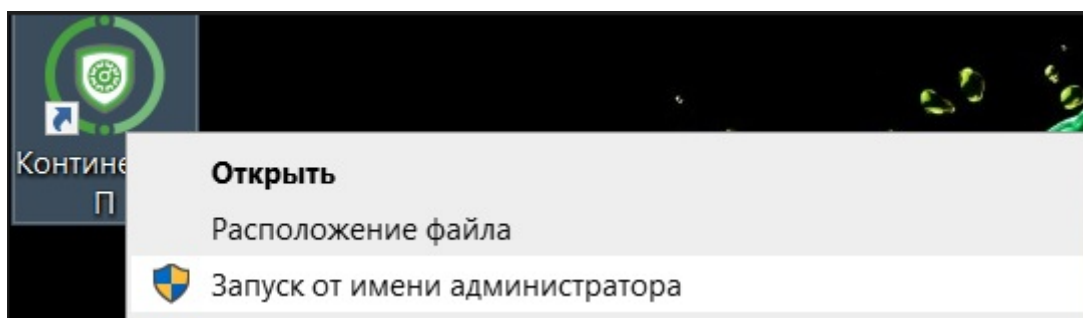 Контине
П
Открыть
Расположение файла
Запуск от имени администратора